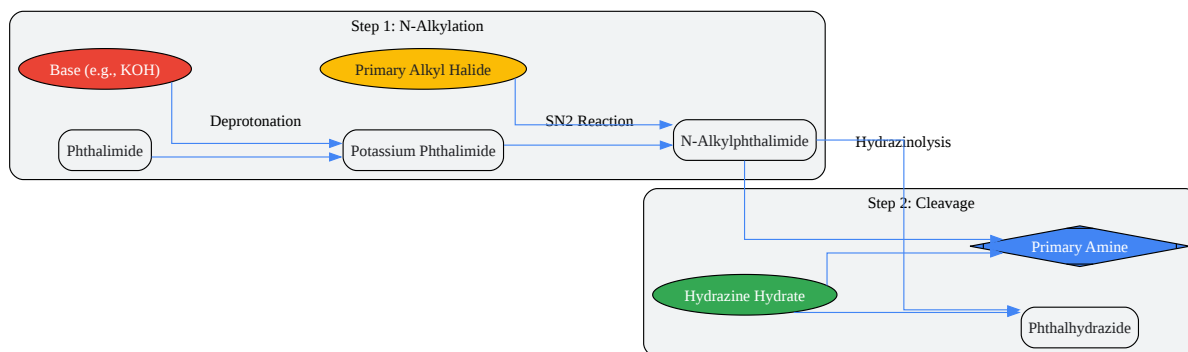 Step 1: N-Alkylation
Base (e.g., KOH)
Primary Alkyl Halide
Deprotonation
SN2 Reaction
Phthalimide
Potassium Phthalimide
N-Alkylphthalimide
Hydrazinolysis
Step 2: Cleavage
Primary Amine
Hydrazine Hydrate
Phthalhydrazide